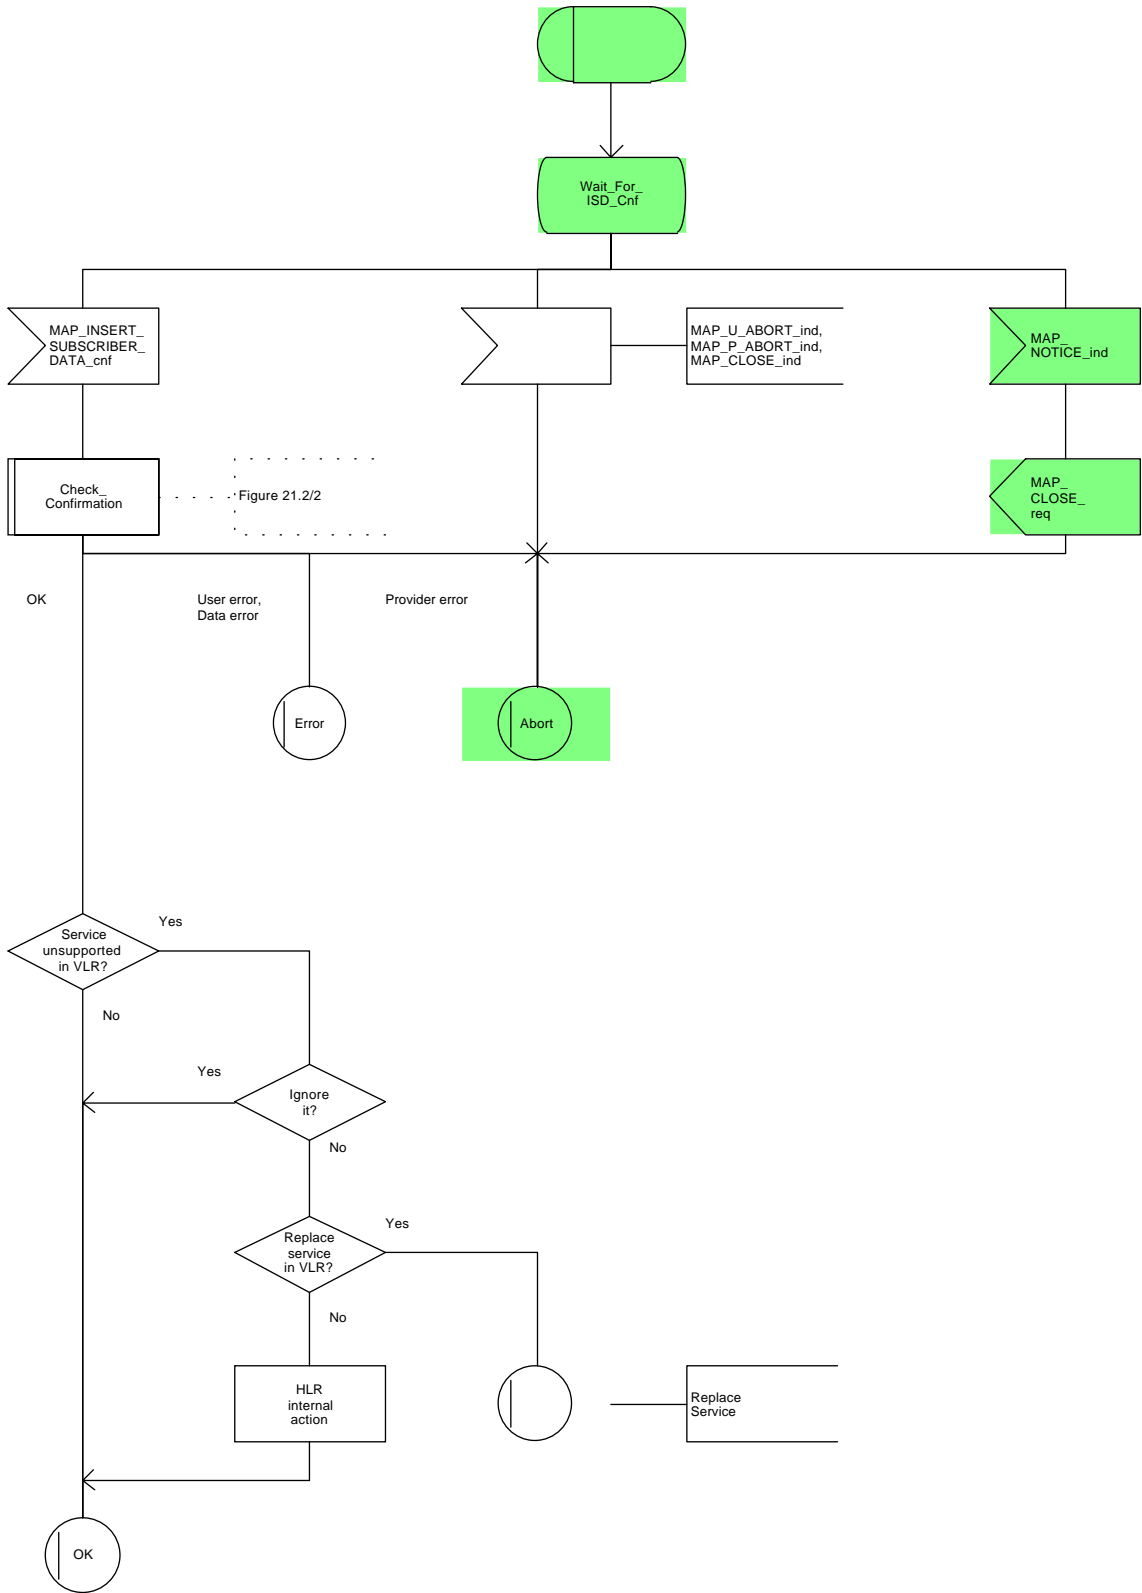 Wait_For_
ISD_Cnf
MAP_INSERT_
SUBSCRIBER_
DATA_cnf
MAP_U_ABORT_ind,
MAP_P_ABORT_ind,
MAP_CLOSE_ind
MAP_
NOTICE_ind
Check_
Confirmation
Figure 21.2/2
MAP_
CLOSE_
req
OK
User error,
Data error
Provider error
Error
Abort
Service
unsupported
in VLR?
Yes
No
Yes
Ignore
it?
No
Replace
service
in VLR?
Yes
No
HLR
internal
action
Replace
Service
OK